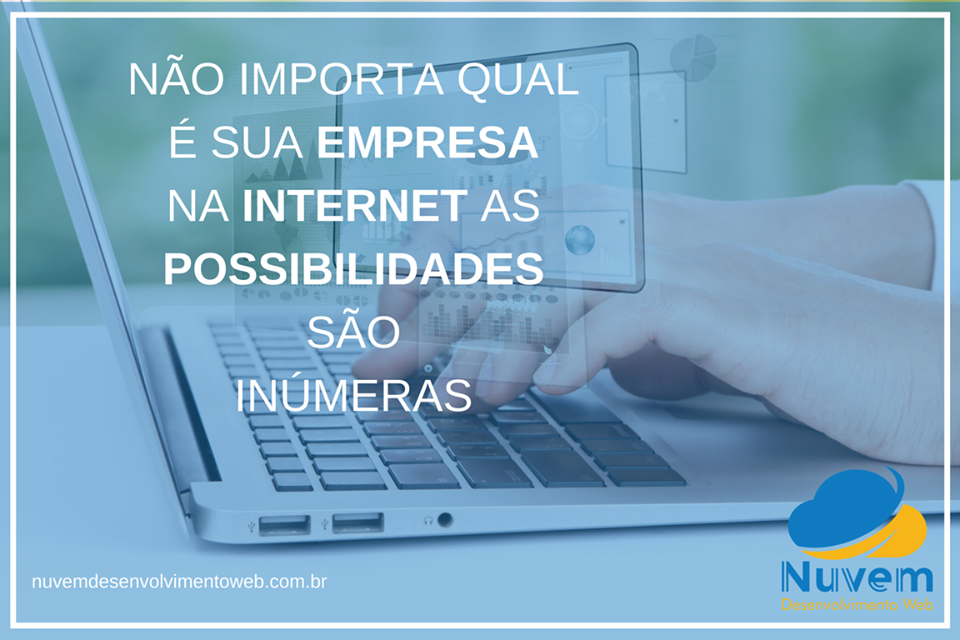 NÃO IMPORTA QUAL
É SUA EMPRESA
NA INTERNET AS
POSSIBILIDADES
SÃO
INÚMERAS
nuvemdesenvolvimentoweb.com.br
Nuvem
Desenvolvimento Web